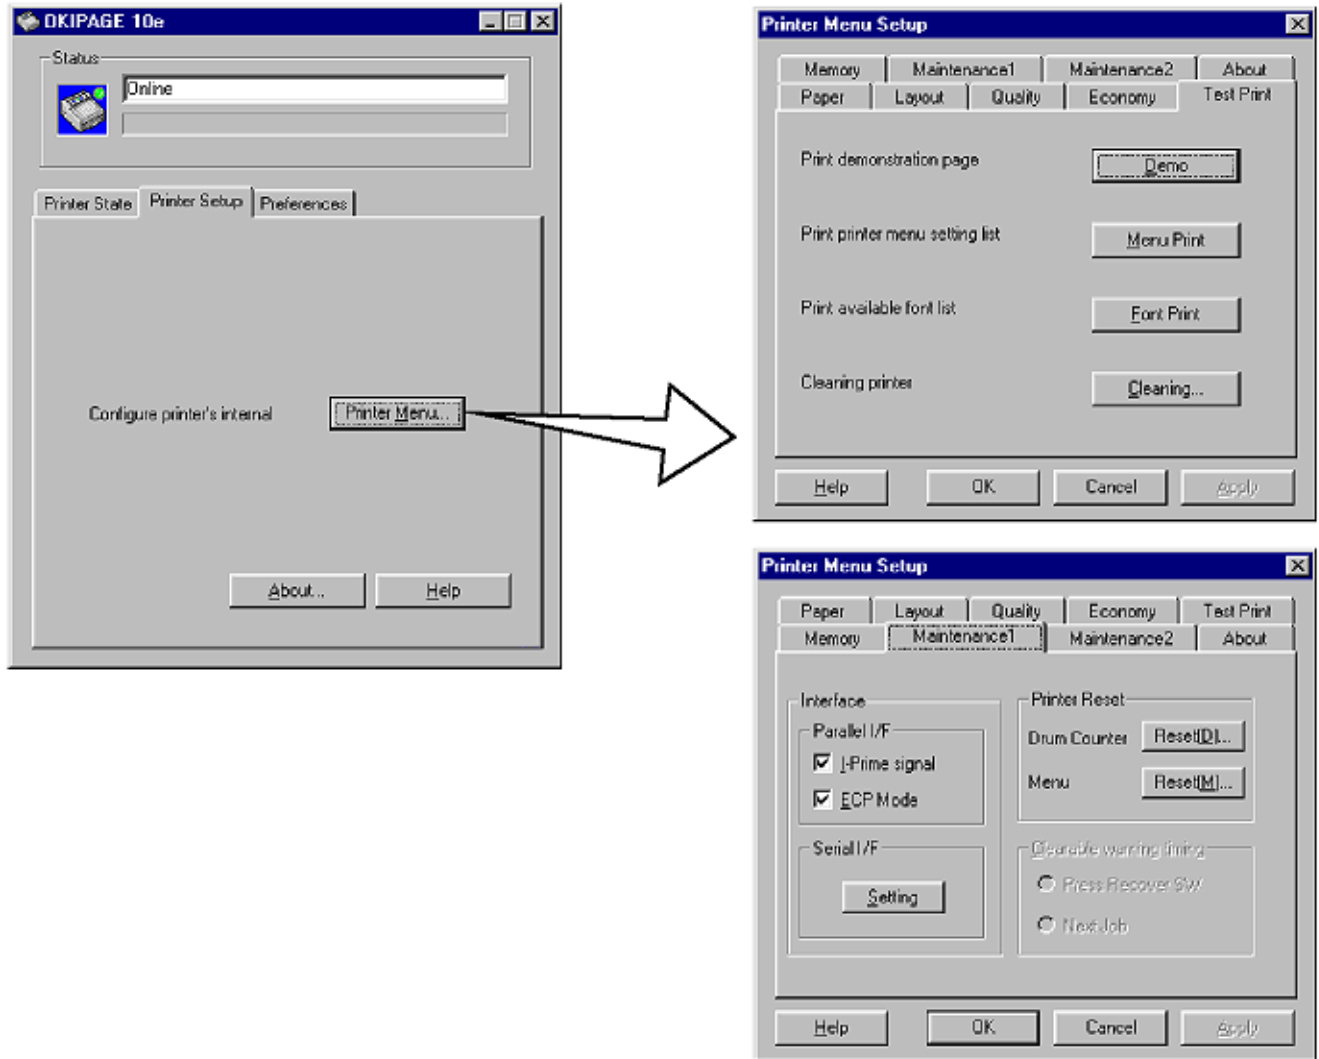 OKIPAGE 10e
Status
Online
Printer State Printer Setup Preferences
Configure printer's internal Printer Menu...
About... Help
Printer Menu Setup
Memory Maintenance1 Maintenance2 About
Paper Layout Quality Economy Test Print
Print demonstration page Demo
Print printer menu setting list Menu Print
Print available font list Font Print
Cleaning printer Cleaning...
Help OK Cancel Apply
Printer Menu Setup
Paper Layout Quality Economy Test Print
Memory Maintenance1 Maintenance2 About
Interface
Parallel I/F
I-Prime signal
ECP Mode
Serial I/F
Setting
Printer Reset
Drum Counter Reset[D]...
Menu Reset[M]...
Clearable warning timing
Press Recover SW
Next Job
Help OK Cancel Apply